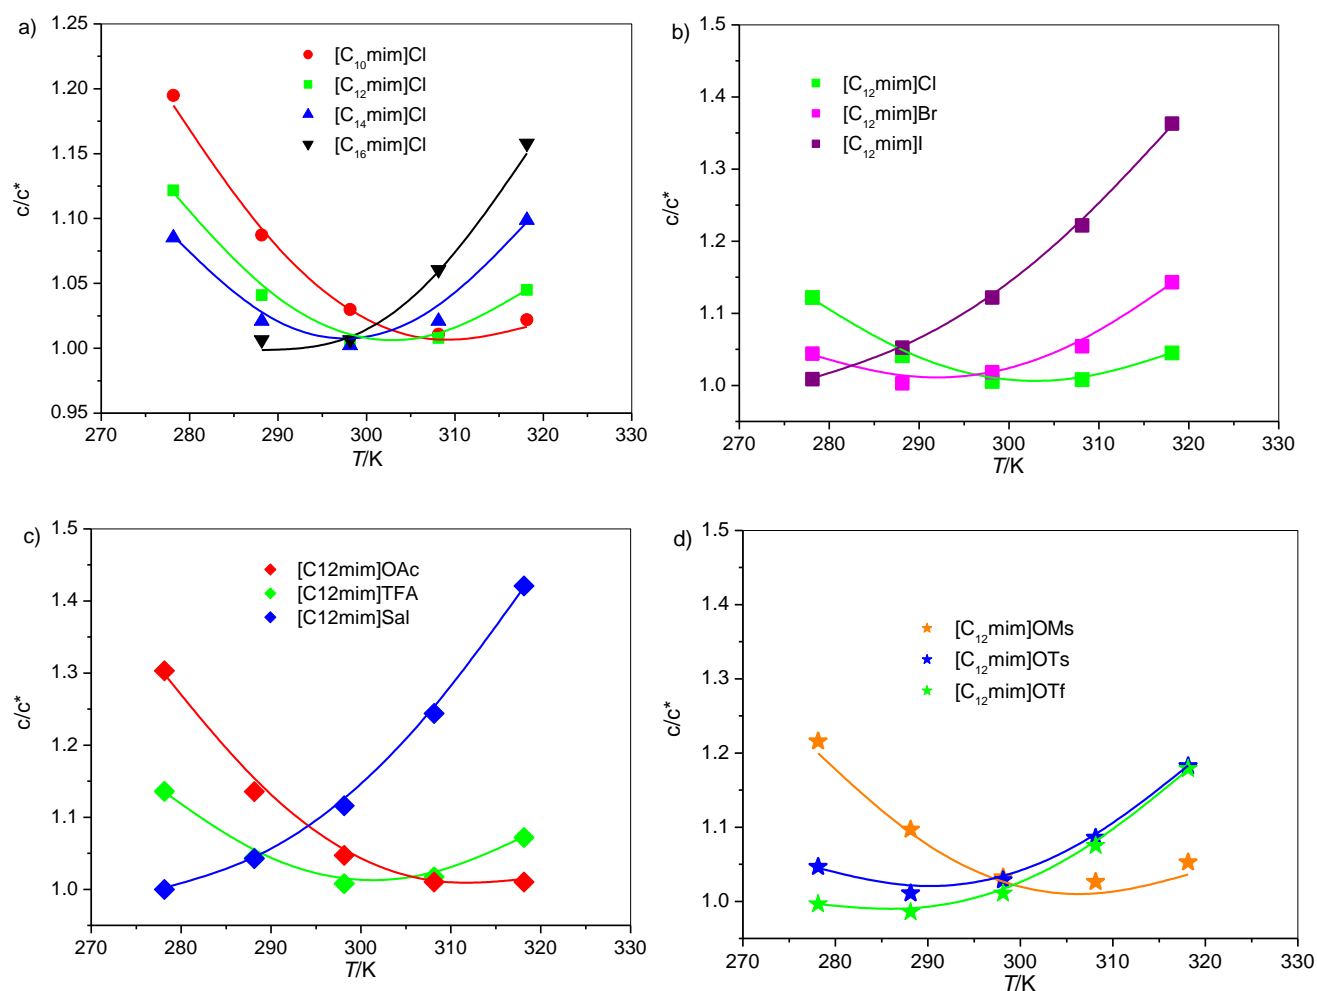 a)
1.25
1.20
1.15
1.10
1.05
1.00
0.95
c/c*
[C10mim]Cl
[C12mim]Cl
[C14mim]Cl
[C16mim]Cl
270 280 290 300 310 320 330
T/K
b)
1.5
1.4
1.3
1.2
1.1
1.0
c/c*
[C12mim]Cl
[C12mim]Br
[C12mim]I
270 280 290 300 310 320 330
T/K
c)
1.5
1.4
1.3
1.2
1.1
1.0
c/c*
[C12mim]OAc
[C12mim]TFA
[C12mim]Sal
270 280 290 300 310 320 330
T/K
d)
1.5
1.4
1.3
1.2
1.1
1.0
c/c*
[C12mim]OMs
[C12mim]OTs
[C12mim]OTf
270 280 290 300 310 320 330
T/K